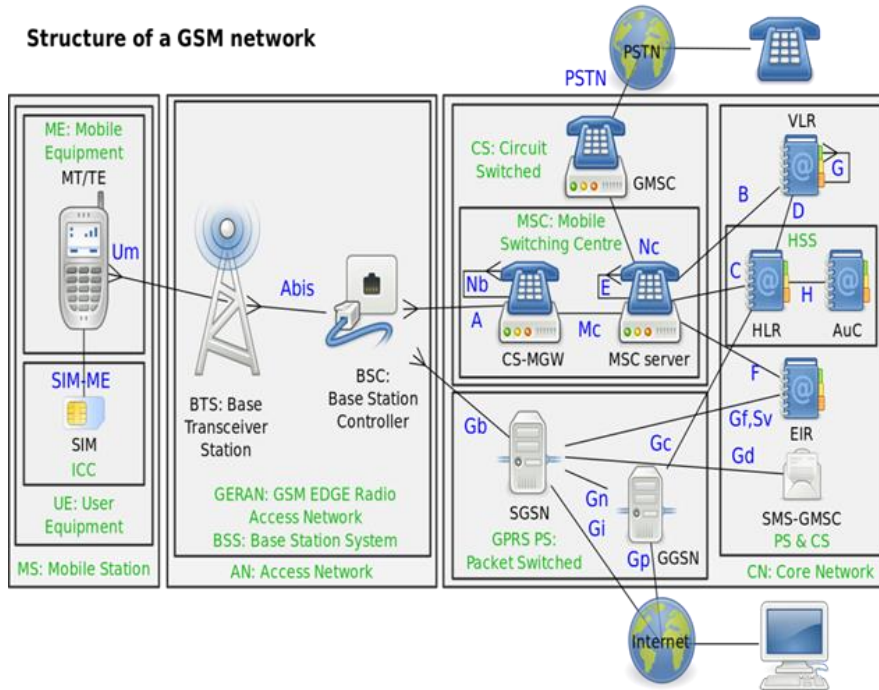 Structure of a GSM network
PSTN
PSTN
ME: Mobile
Equipment
MT/TE
Um
SIM-ME
SIM
ICC
UE: User
Equipment
MS: Mobile Station
Abis
BTS: Base
Transceiver
Station
BSC:
Base Station
Controller
GERAN: GSM EDGE Radio
Access Network
BSS: Base Station System
AN: Access Network
CS: Circuit
Switched
GMSC
MSC: Mobile
Switching Centre
Nc
Nb
E
A
Mc
CS-MGW
MSC server
VLR
@
G
B
D
HSS
C
@
H
@
HLR
AuC
F
@
Gf,Sv
EIR
Gb
Gc
Gd
SGSN
Gn
Gi
Gp
GGSN
GPRS PS:
Packet Switched
SMS-GMSC
PS & CS
CN: Core Network
Internet